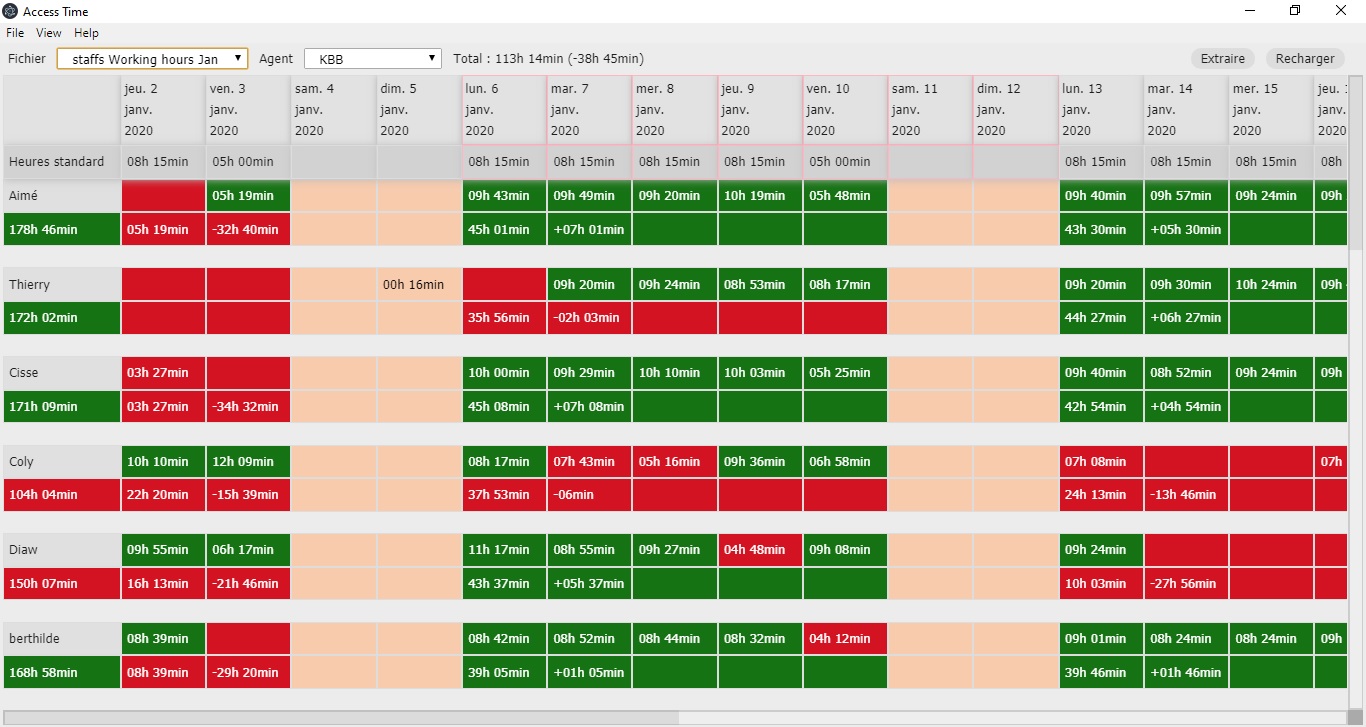 Access Time
File View Help
Fichier staffs Working hours Jan Agent KBB Total : 113h 14min (-38h 45min) Extraire Recharger
jeu. 2 ven. 3 sam. 4 dim. 5 lun. 6 mar. 7 mer. 8 jeu. 9 ven. 10 sam. 11 dim. 12 lun. 13 mar. 14 mer. 15 jeu.
janv. janv. janv. janv. janv. janv. janv. janv. janv. janv. janv. janv. janv. janv. janv.
2020 2020 2020 2020 2020 2020 2020 2020 2020 2020 2020 2020 2020 2020 2020
Heures standard 08h 15min 05h 00min 08h 15min 08h 15min 08h 15min 08h 15min 05h 00min 08h 15min 08h 15min 08h 15min 08h
Aimé 05h 19min 09h 43min 09h 49min 09h 20min 10h 19min 05h 48min 09h 40min 09h 57min 09h 24min 09h
178h 46min 05h 19min -32h 40min 45h 01min +07h 01min 43h 30min +05h 30min
Thierry 00h 16min 09h 20min 09h 24min 08h 53min 08h 17min 09h 20min 09h 30min 10h 24min 09h
172h 02min 35h 56min -02h 03min 44h 27min +06h 27min
Cisse 03h 27min 10h 00min 09h 29min 10h 10min 10h 03min 05h 25min 09h 40min 08h 52min 09h 24min 09h
171h 09min 03h 27min -34h 32min 45h 08min +07h 08min 42h 54min +04h 54min
Coly 10h 10min 12h 09min 08h 17min 07h 43min 05h 16min 09h 36min 06h 58min 07h 08min 07h
104h 04min 22h 20min -15h 39min 37h 53min -06min 24h 13min -13h 46min
Diaw 09h 55min 06h 17min 11h 17min 08h 55min 09h 27min 04h 48min 09h 08min 09h 24min
150h 07min 16h 13min -21h 46min 43h 37min +05h 37min 10h 03min -27h 56min
berthilde 08h 39min 08h 42min 08h 52min 08h 44min 08h 32min 04h 12min 09h 01min 08h 24min 08h 24min 09h
168h 58min 08h 39min -29h 20min 39h 05min +01h 05min 39h 46min +01h 46min